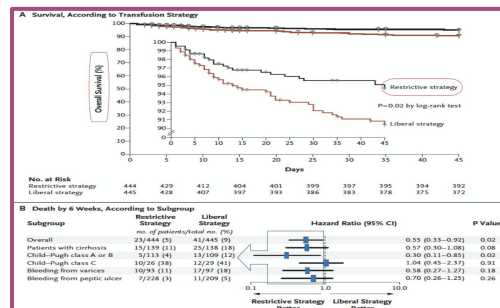 A Survival, According to Transfusion Strategy
Overall Survival (%)
100
90
80
70
60
50
40
30
20
10
0
100
99
98
97
96
95
94
93
92
91
90
0
0 5 10 15 20 25 30 35 40 45
Restrictive strategy
P=0.02 by log-rank test
Liberal strategy
0 5 10 15 20 25 30 35 40 45
Days
No. at Risk
Restrictive strategy 444 429 412 404 401 399 397 395 394 392
Liberal strategy 445 428 407 397 393 386 383 378 375 372
B Death by 6 Weeks, According to Subgroup
Subgroup Restrictive Strategy Liberal Strategy Hazard Ratio (95% CI) P Value
no. of patients/total no. (%)
Overall 23/444 (5) 41/445 (9) 0.55 (0.33–0.92) 0.02
Patients with cirrhosis 15/139 (11) 25/138 (18) 0.57 (0.30–1.08) 0.08
Child–Pugh class A or B 5/113 (4) 13/109 (12) 0.30 (0.11–0.85) 0.02
Child–Pugh class C 10/26 (38) 12/29 (41) 1.04 (0.45–2.37) 0.91
Bleeding from varices 10/93 (11) 17/97 (18) 0.58 (0.27–1.27) 0.18
Bleeding from peptic ulcer 7/228 (3) 11/209 (5) 0.70 (0.26–1.25) 0.26
0.1 1.0 10.0
Restrictive Strategy Liberal Strategy